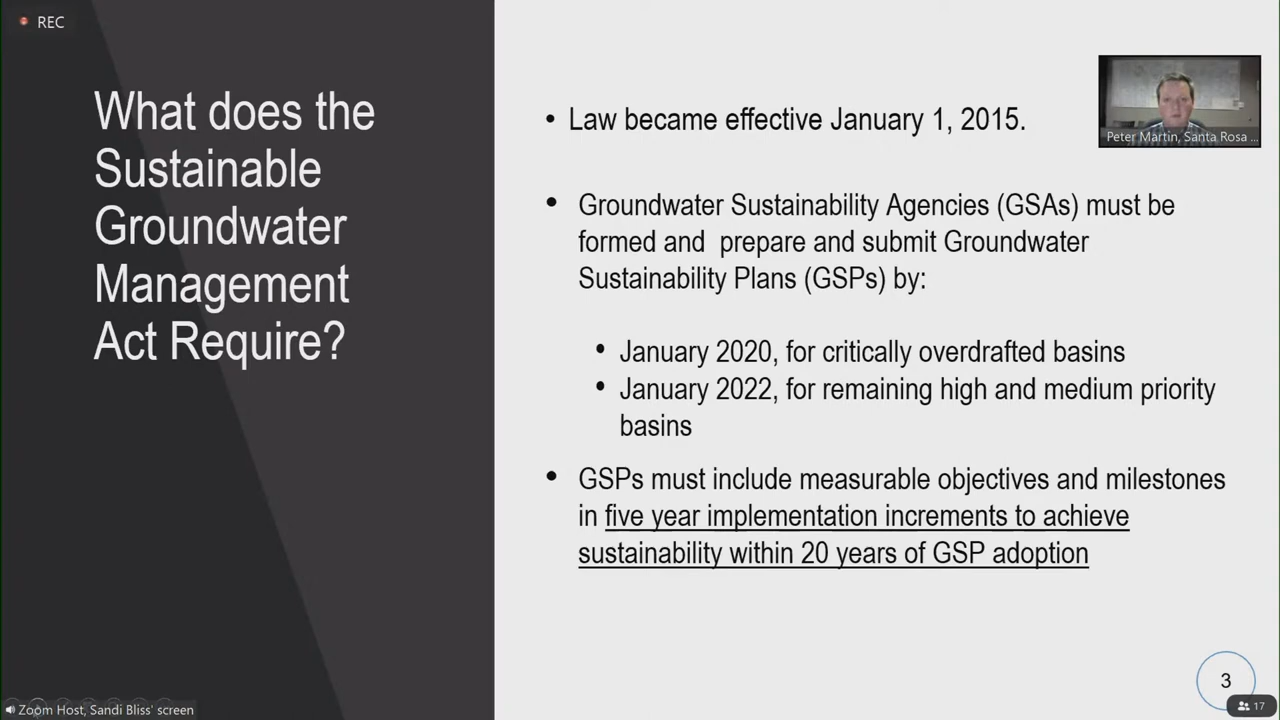 REC
What does the
Sustainable
Groundwater
Management
Act Require?
• Law became effective January 1, 2015.
Peter Martin, Santa Rosa ...
• Groundwater Sustainability Agencies (GSAs) must be
formed and prepare and submit Groundwater
Sustainability Plans (GSPs) by:
• January 2020, for critically overdrafted basins
• January 2022, for remaining high and medium priority
basins
• GSPs must include measurable objectives and milestones
in five year implementation increments to achieve
sustainability within 20 years of GSP adoption
3
17
Zoom Host, Sandi Bliss' screen